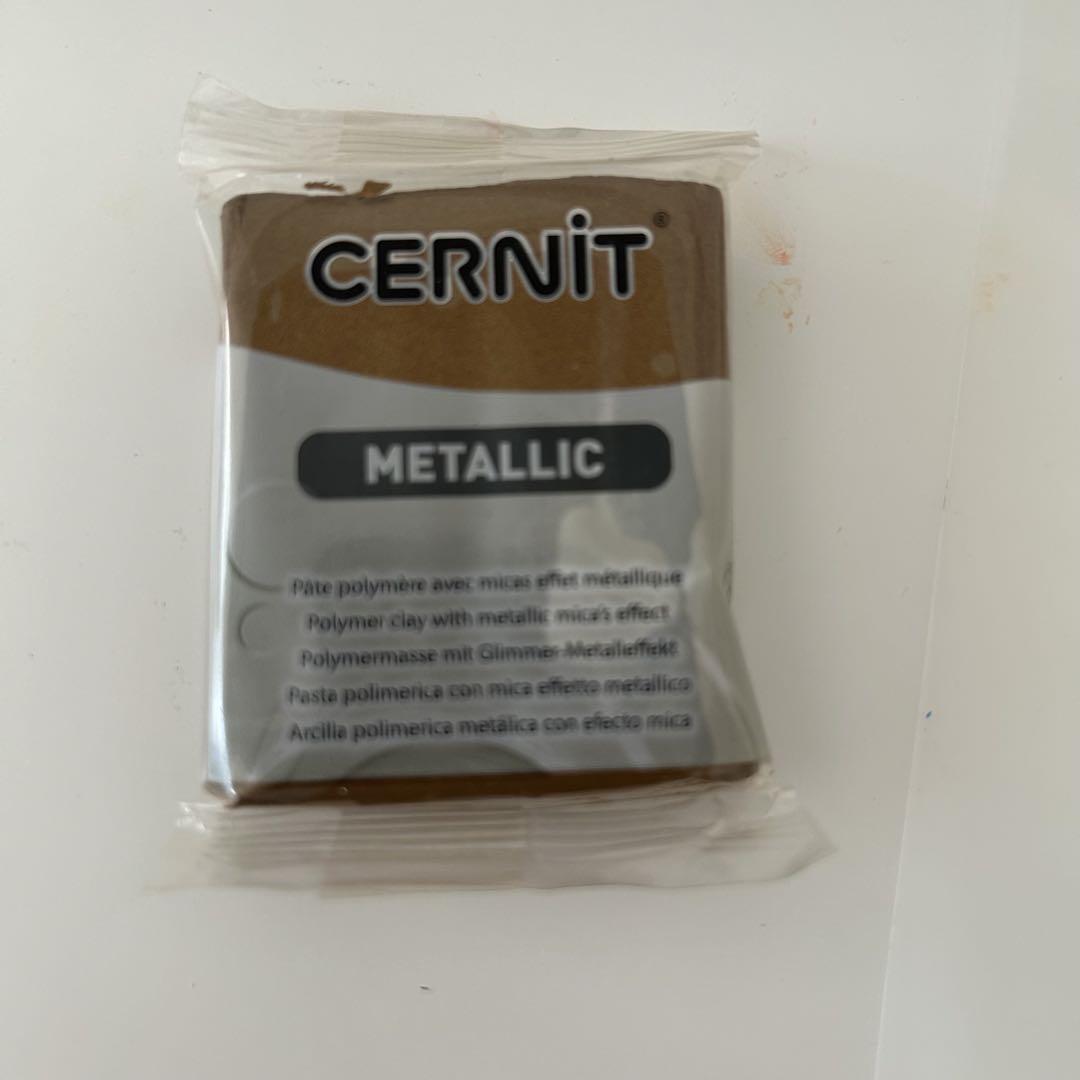 CERNiT®
METALLIC
Pâte polymère avec micas effet métallique
Polymer clay with metallic mica's effect
Polymermasse mit Glimmer-Metalleffekt
Pasta polimerica con mica effetto metallico
Arcilla polimerica metálica con efecto mica